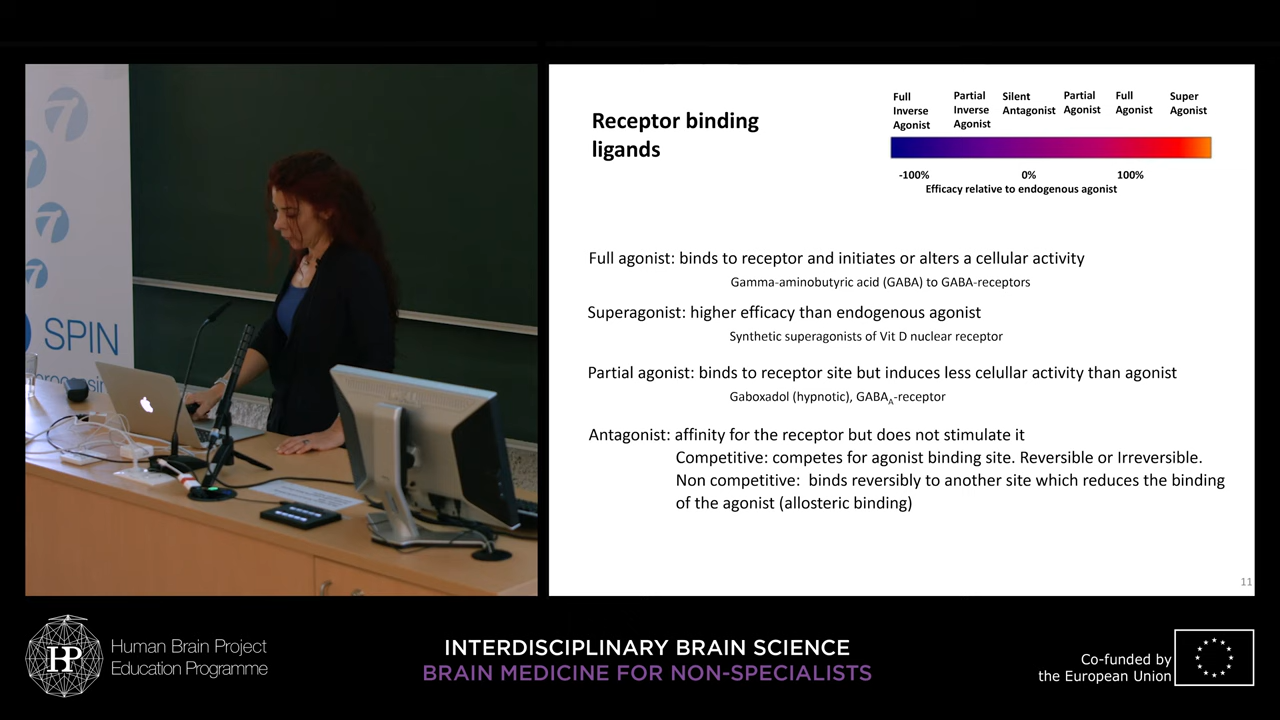 SPIN
Receptor binding
ligands
Full
Inverse
Agonist
Partial
Inverse
Agonist
Silent
Antagonist
Partial
Agonist
Full
Agonist
Super
Agonist
-100%
0%
100%
Efficacy relative to endogenous agonist
Full agonist: binds to receptor and initiates or alters a cellular activity
Gamma-aminobutyric acid (GABA) to GABA-receptors
Superagonist: higher efficacy than endogenous agonist
Synthetic superagonists of Vit D nuclear receptor
Partial agonist: binds to receptor site but induces less celullar activity than agonist
Gaboxadol (hypnotic), GABAA-receptor
Antagonist: affinity for the receptor but does not stimulate it
Competitive: competes for agonist binding site. Reversible or Irreversible.
Non competitive: binds reversibly to another site which reduces the binding
of the agonist (allosteric binding)
11
HBP
Human Brain Project
Education Programme
INTERDISCIPLINARY BRAIN SCIENCE
BRAIN MEDICINE FOR NON-SPECIALISTS
Co-funded by
the European Union